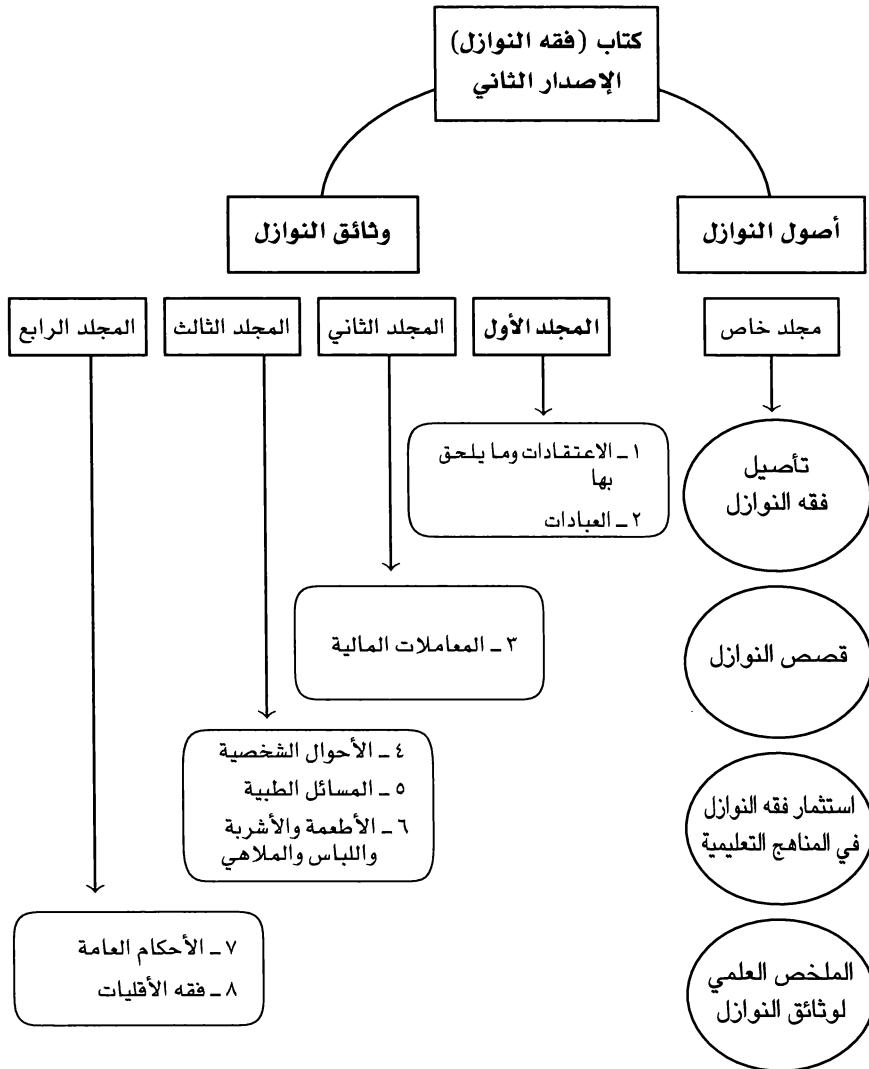 كتاب (فقه النوازل)
الإصدار الثاني
أصول النوازل
وثائق النوازل
مجلد خاص
المجلد الأول
المجلد الثاني
المجلد الثالث
المجلد الرابع
تأصيل
فقه النوازل
قصص النوازل
استثمار فقه النوازل
في المناهج التعليمية
الملخص العلمي
لوثائق النوازل
١ ـ الاعتقادات وما يلحق
بها
٢ ـ العبادات
٣ ـ المعاملات المالية
٤ ـ الأحوال الشخصية
٥ ـ المسائل الطبية
٦ ـ الأطعمة والأشربة
واللباس والملاهي
٧ ـ الأحكام العامة
٨ ـ فقه الأقليات